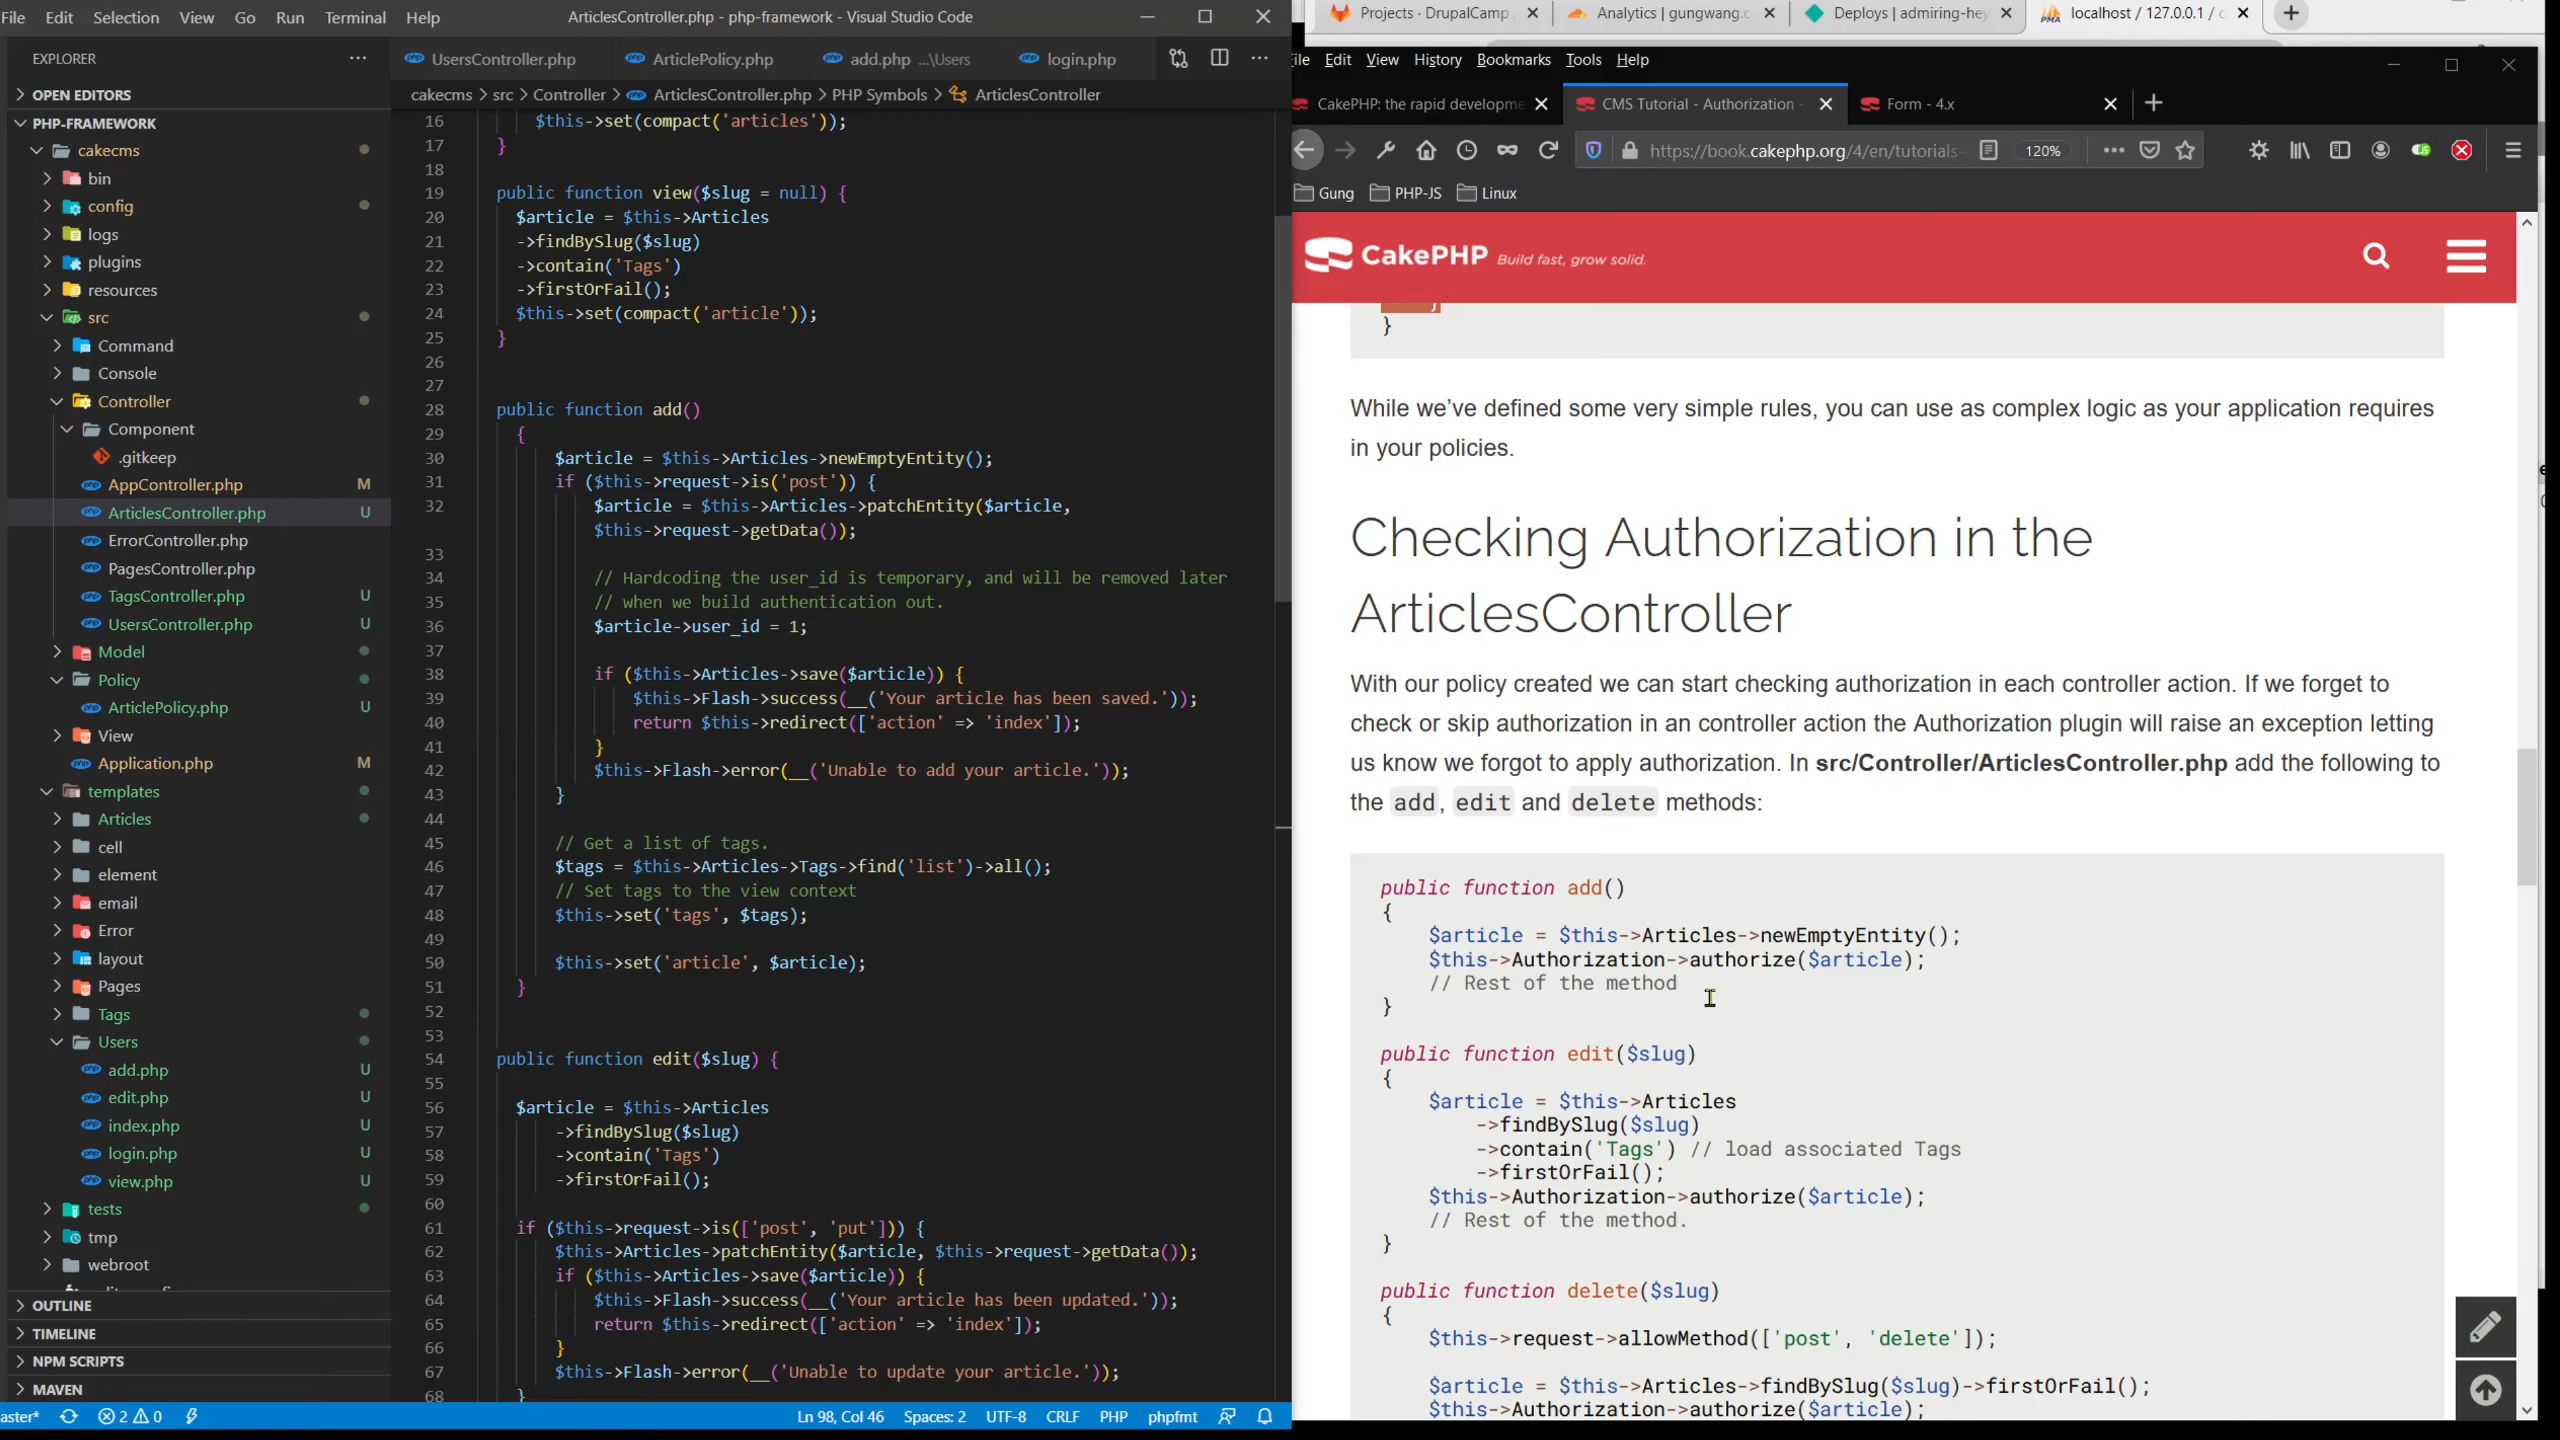 File Edit Selection View Go Run Terminal Help
ArticlesController.php - php-framework - Visual Studio Code
EXPLORER
OPEN EDITORS
PHP-FRAMEWORK
cakecms
bin
config
logs
plugins
resources
src
Command
Console
Controller
Component
.gitkeep
AppController.php M
ArticlesController.php U
ErrorController.php
PagesController.php
TagsController.php U
UsersController.php U
Model
Policy
ArticlePolicy.php U
View
Application.php M
templates
Articles
cell
element
email
Error
layout
Pages
Tags
Users
add.php U
edit.php U
index.php U
login.php U
view.php U
tests
tmp
webroot
OUTLINE
TIMELINE
NPM SCRIPTS
MAVEN
UsersController.php ArticlePolicy.php add.php ...\Users login.php
cakecms > src > Controller > ArticlesController.php > PHP Symbols > ArticlesController
16 $this->set(compact('articles'));
17 }
18
19 public function view($slug = null) {
20 $article = $this->Articles
21 ->findBySlug($slug)
22 ->contain('Tags')
23 ->firstOrFail();
24 $this->set(compact('article'));
25 }
26
27
28 public function add()
29 {
30 $article = $this->Articles->newEmptyEntity();
31 if ($this->request->is('post')) {
32 $article = $this->Articles->patchEntity($article,
$this->request->getData());
33
34 // Hardcoding the user_id is temporary, and will be removed later
35 // when we build authentication out.
36 $article->user_id = 1;
37
38 if ($this->Articles->save($article)) {
39 $this->Flash->success(__('Your article has been saved.'));
40 return $this->redirect(['action' => 'index']);
41 }
42 $this->Flash->error(__('Unable to add your article.'));
43 }
44
45 // Get a list of tags.
46 $tags = $this->Articles->Tags->find('list')->all();
47 // Set tags to the view context
48 $this->set('tags', $tags);
49
50 $this->set('article', $article);
51 }
52
53
54 public function edit($slug) {
55
56 $article = $this->Articles
57 ->findBySlug($slug)
58 ->contain('Tags')
59 ->firstOrFail();
60
61 if ($this->request->is(['post', 'put'])) {
62 $this->Articles->patchEntity($article, $this->request->getData());
63 if ($this->Articles->save($article)) {
64 $this->Flash->success(__('Your article has been updated.'));
65 return $this->redirect(['action' => 'index']);
66 }
67 $this->Flash->error(__('Unable to update your article.'));
68 }
aster* 2 0 Ln 98, Col 46 Spaces: 2 UTF-8 CRLF PHP phpfmt
Projects · DrupalCamp Analytics | gungwang.c Deploys | admiring-hey localhost / 127.0.0.1 / c
ile Edit View History Bookmarks Tools Help
CakePHP: the rapid developme CMS Tutorial - Authorization - Form - 4.x
https://book.cakephp.org/4/en/tutorials- 120%
Gung PHP-JS Linux
CakePHP Build fast, grow solid.
}
}
While we’ve defined some very simple rules, you can use as complex logic as your application requires
in your policies.
Checking Authorization in the
ArticlesController
With our policy created we can start checking authorization in each controller action. If we forget to
check or skip authorization in an controller action the Authorization plugin will raise an exception letting
us know we forgot to apply authorization. In src/Controller/ArticlesController.php add the following to
the add, edit and delete methods:
public function add()
{
$article = $this->Articles->newEmptyEntity();
$this->Authorization->authorize($article);
// Rest of the method
}
public function edit($slug)
{
$article = $this->Articles
->findBySlug($slug)
->contain('Tags') // load associated Tags
->firstOrFail();
$this->Authorization->authorize($article);
// Rest of the method.
}
public function delete($slug)
{
$this->request->allowMethod(['post', 'delete']);
$article = $this->Articles->findBySlug($slug)->firstOrFail();
$this->Authorization->authorize($article);